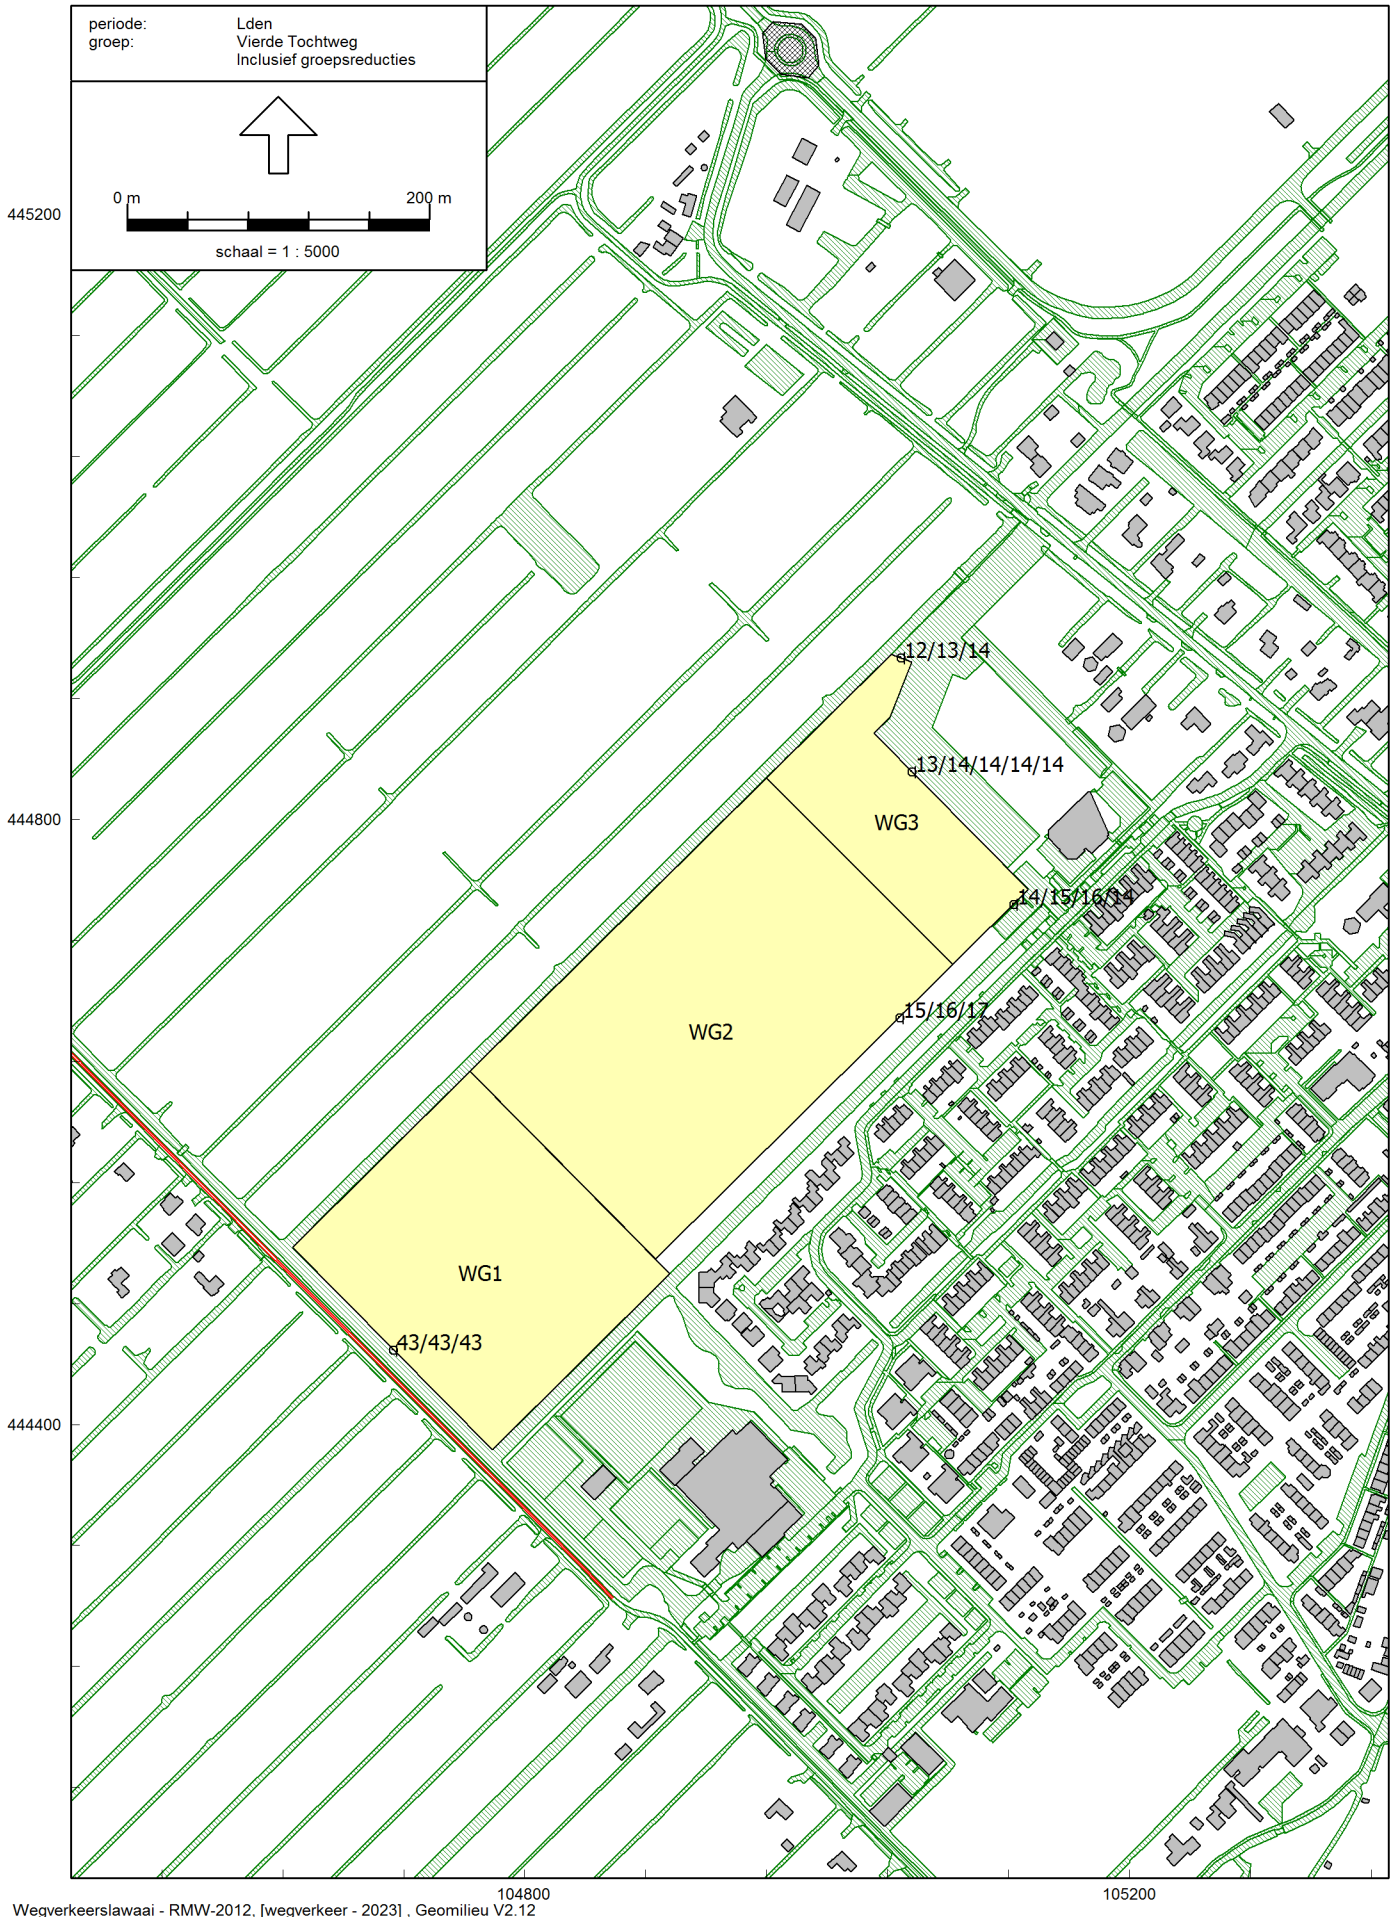 periode: Lden
groep: Vierde Tochtweg
Inclusief groepsreducties
0 m 200 m
schaal = 1 : 5000
445200
12/13/14
13/14/14/14/14
444800
WG3
14/15/16/14
15/16/17
WG2
WG1
43/43/43
444400
104800 105200
Wegverkeerslawaai - RMW-2012, [wegverkeer - 2023] , Geomilieu V2.12